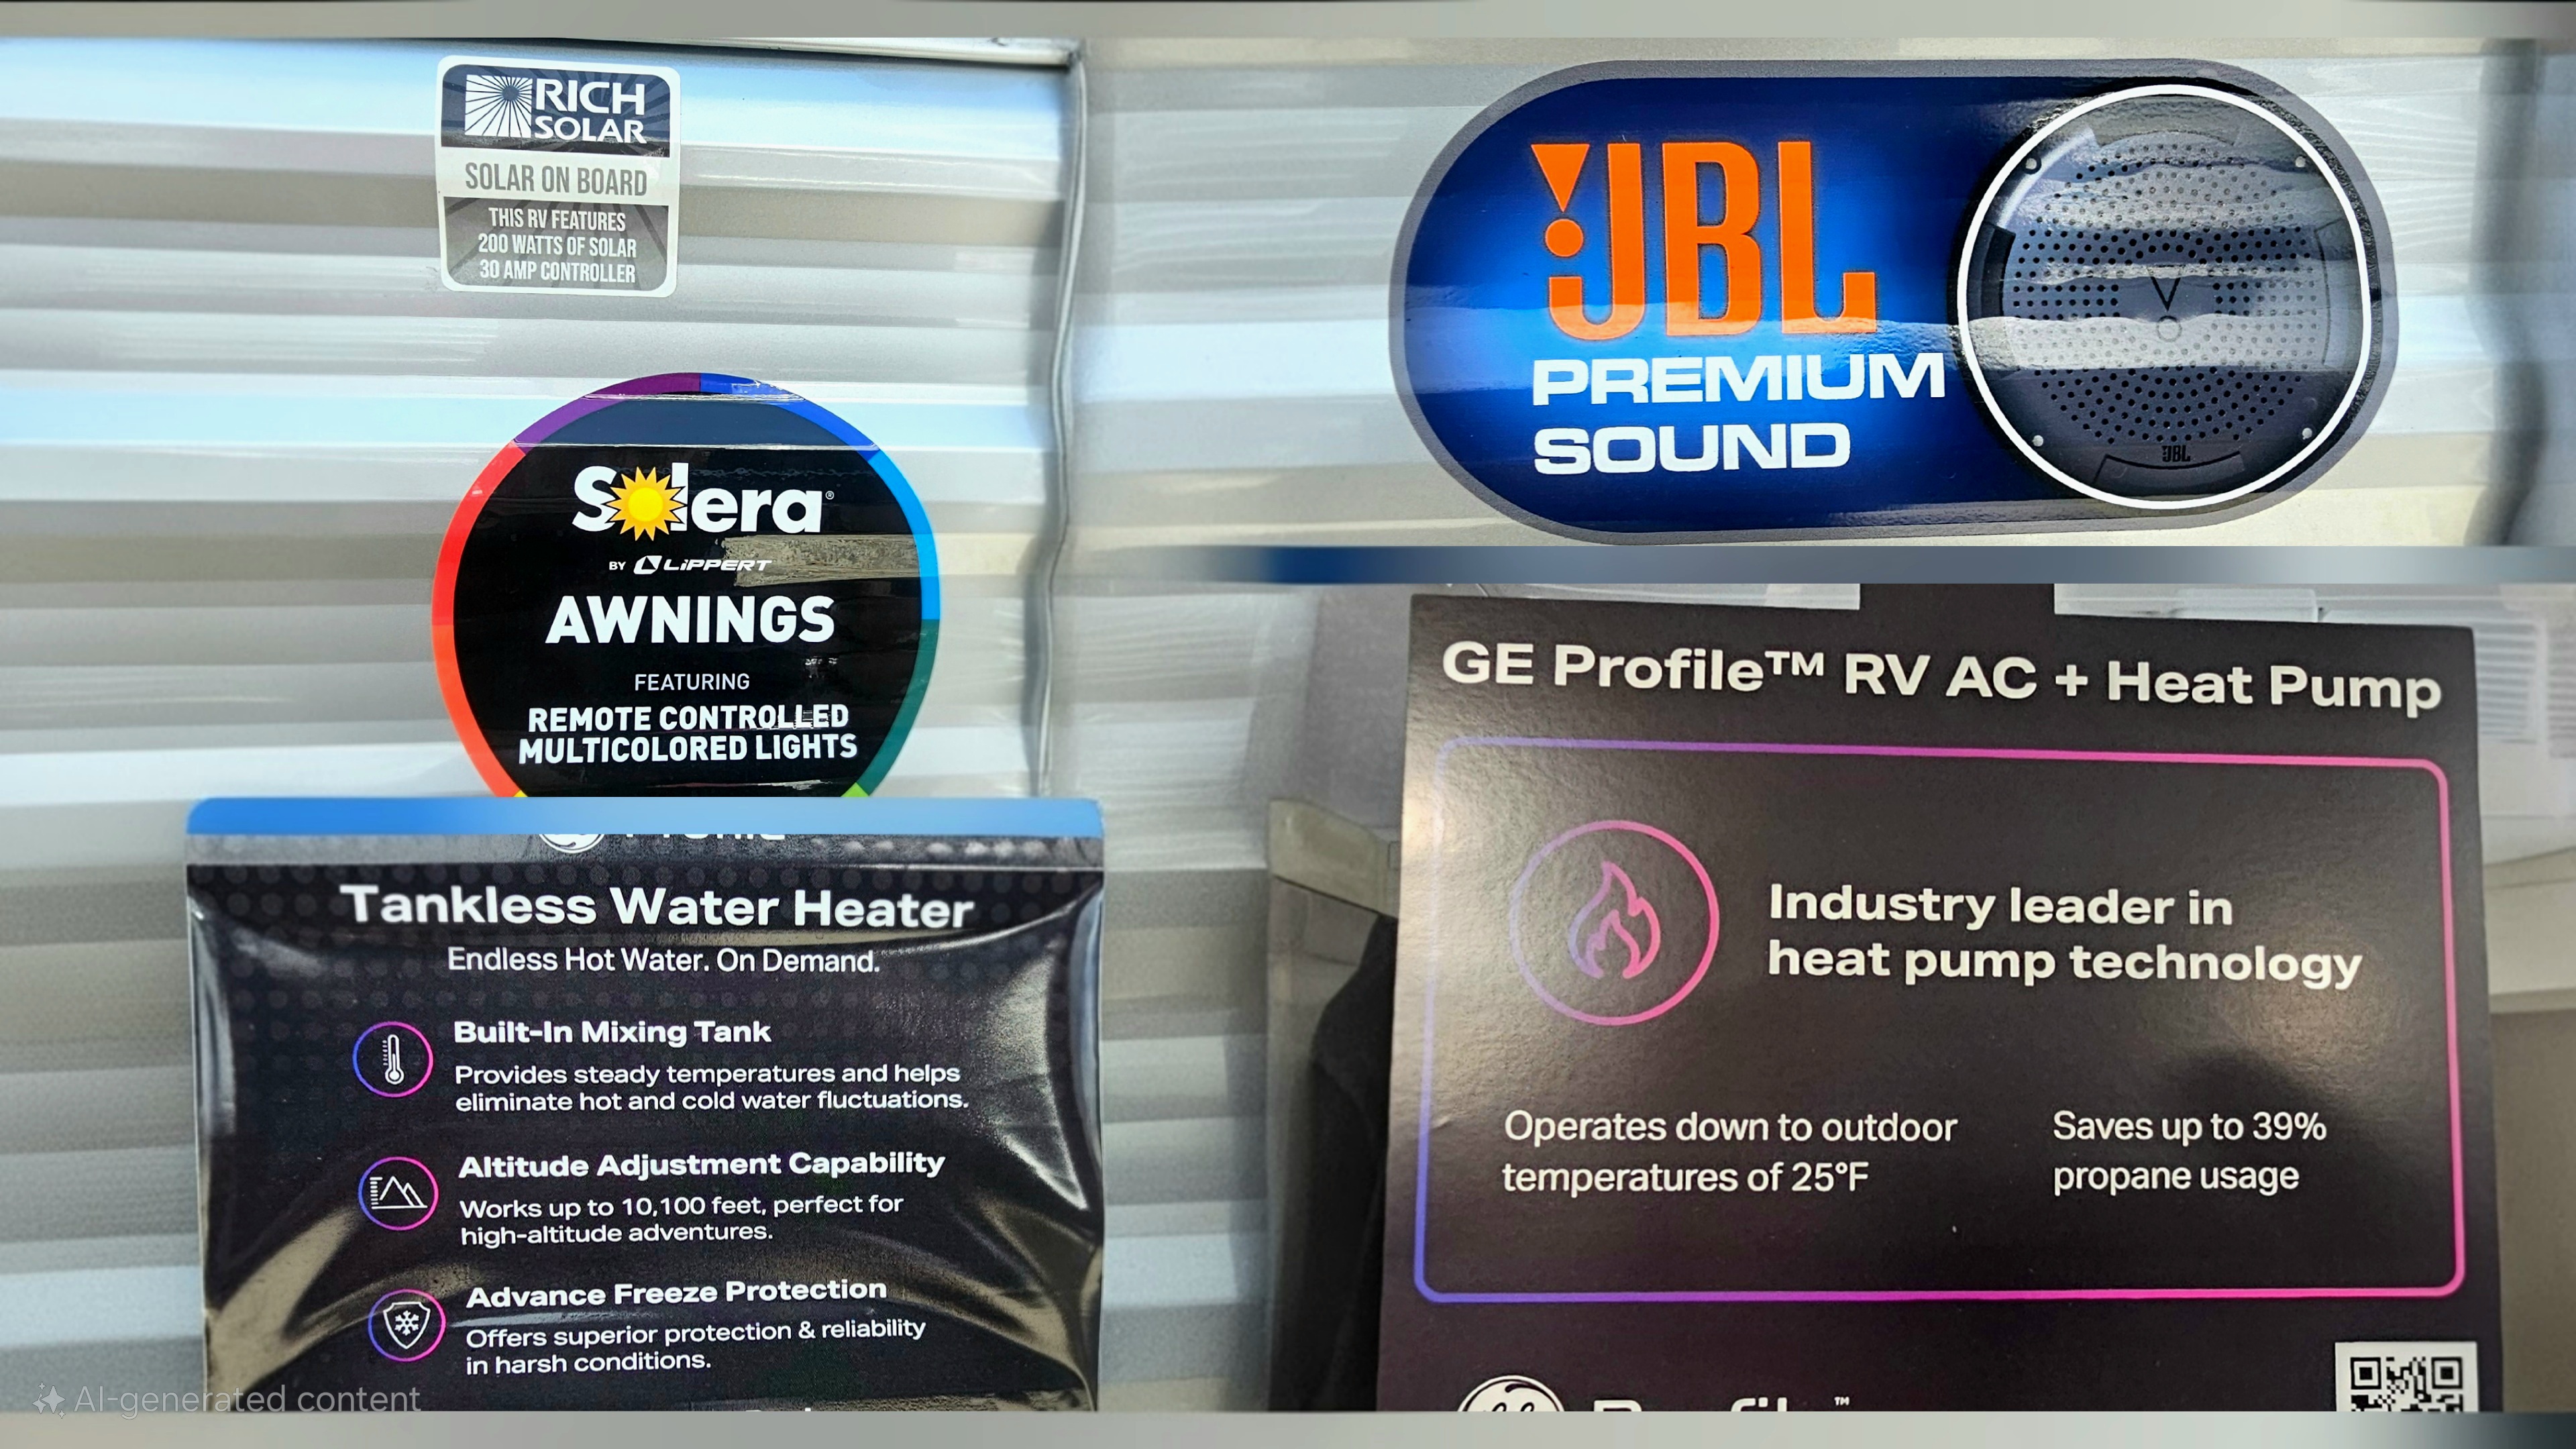 RICH
SOLAR
SOLAR ON BOARD
THIS RV FEATURES
200 WATTS OF SOLAR
30 AMP CONTROLLER
Solera®
BY LIPPERT
AWNINGS
FEATURING
REMOTE CONTROLLED
MULTICOLORED LIGHTS
JBL
PREMIUM
SOUND
JBL
Tankless Water Heater
Endless Hot Water. On Demand.
Built-In Mixing Tank
Provides steady temperatures and helps
eliminate hot and cold water fluctuations.
Altitude Adjustment Capability
Works up to 10,100 feet, perfect for
high-altitude adventures.
Advance Freeze Protection
Offers superior protection & reliability
in harsh conditions.
GE Profile™ RV AC + Heat Pump
Industry leader in
heat pump technology
Operates down to outdoor
temperatures of 25°F
Saves up to 39%
propane usage
AI-generated content